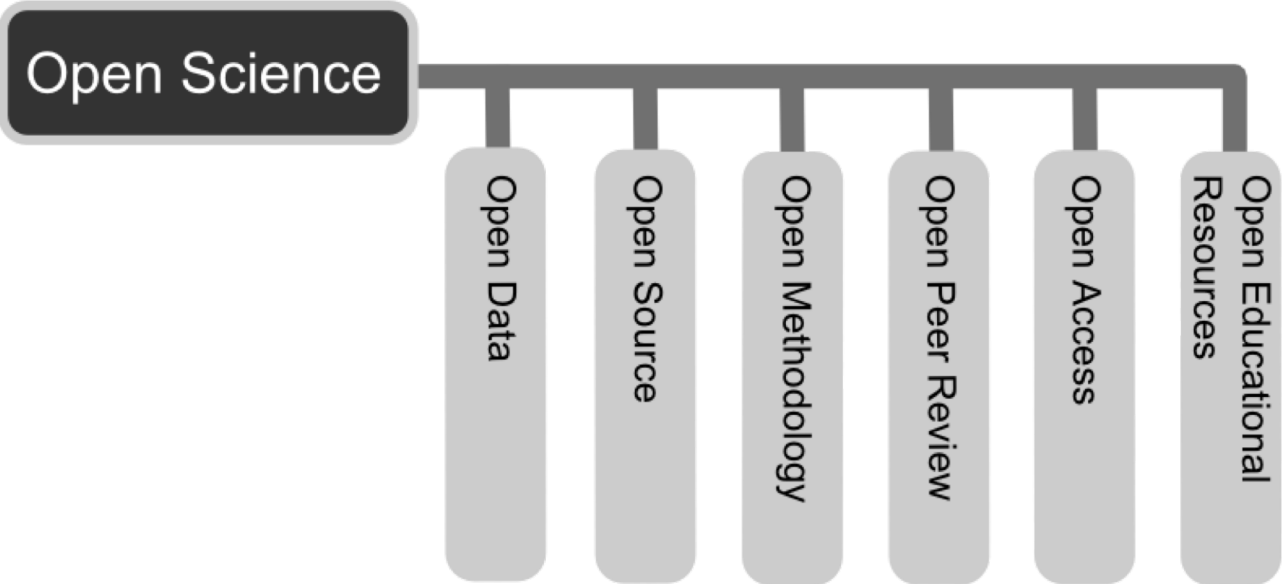 Open Science
Open Data
Open Source
Open Methodology
Open Peer Review
Open Access
Open Educational
Resources